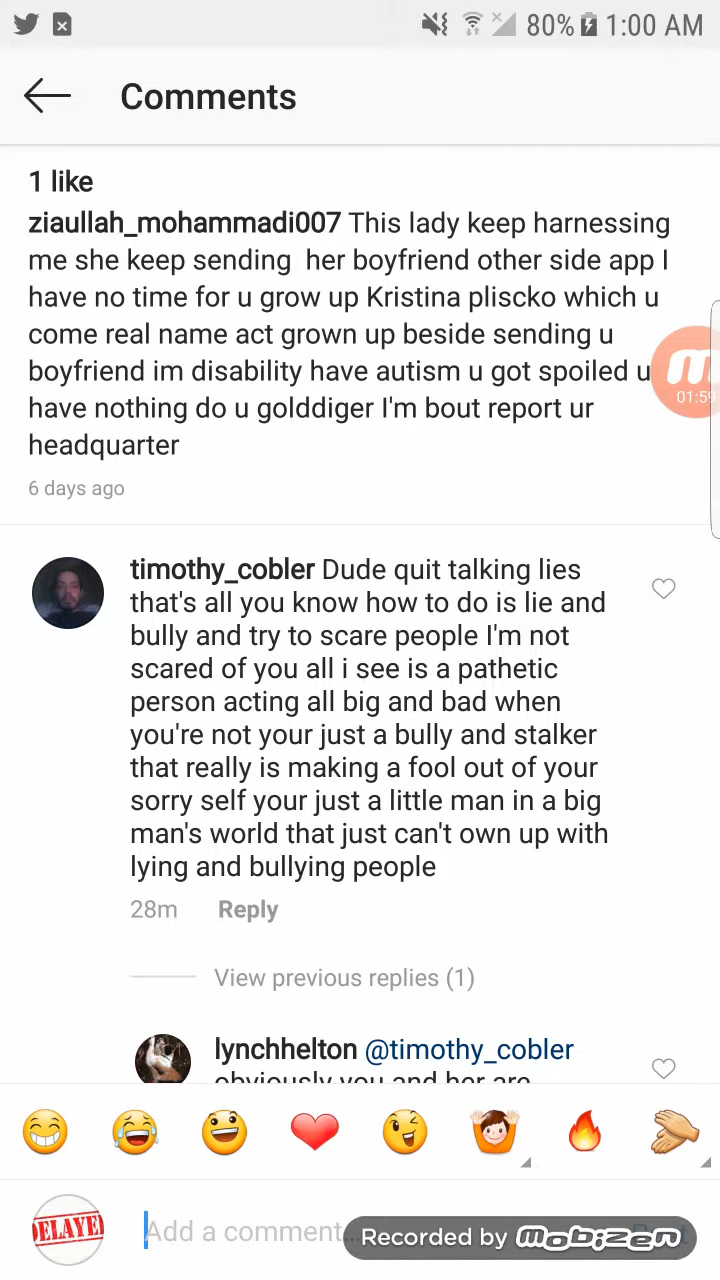 80% 1:00 AM
Comments
1 like
ziaullah_mohammadi007 This lady keep harnessing
me she keep sending  her boyfriend other side app I
have no time for u grow up Kristina pliscko which u
come real name act grown up beside sending u
boyfriend im disability have autism u got spoiled u
have nothing do u golddigger I'm bout report ur
headquarter
01:59
6 days ago
timothy_cobler Dude quit talking lies
that's all you know how to do is lie and
bully and try to scare people I'm not
scared of you all i see is a pathetic
person acting all big and bad when
you're not your just a bully and stalker
that really is making a fool out of your
sorry self your just a little man in a big
man's world that just can't own up with
lying and bullying people
28m Reply
View previous replies (1)
lynchhelton @timothy_cobler
obviously you and her are
DELAYED
Add a comment...
Recorded by mobizen